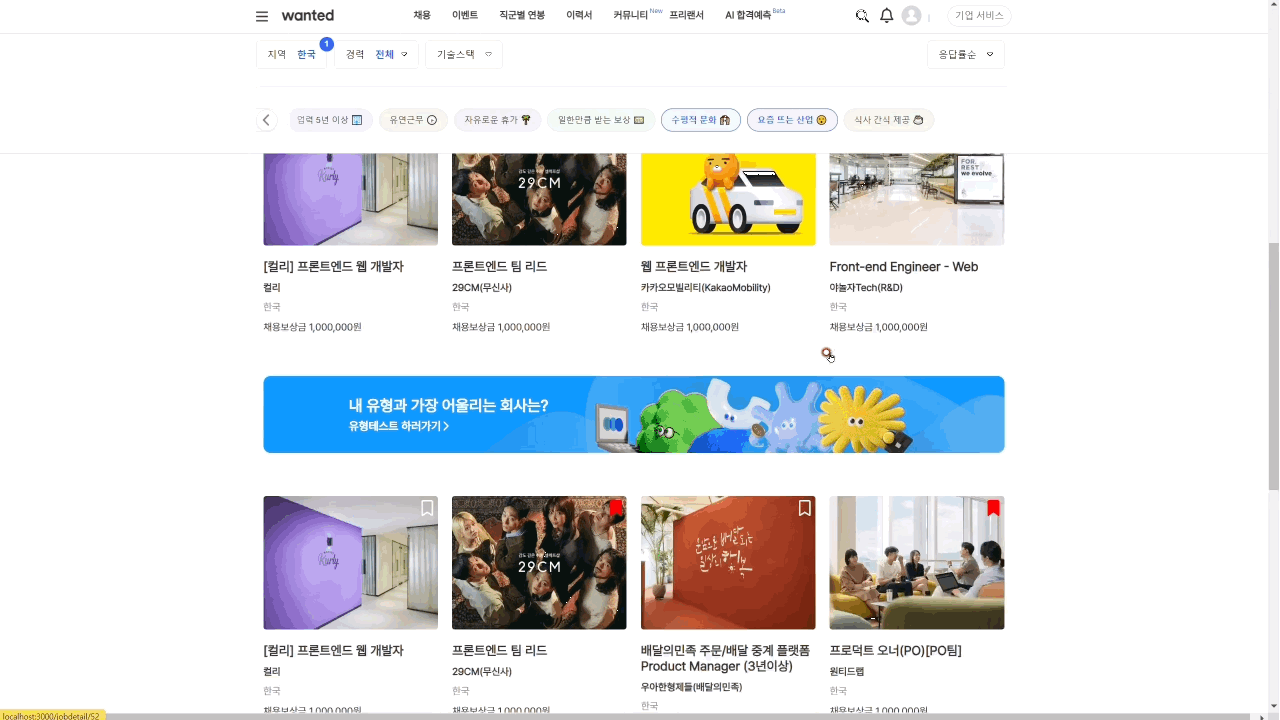 wanted
채용 이벤트 직군별 연봉 이력서 커뮤니티 New 프리랜서 AI 합격예측 Beta
기업 서비스
지역 한국 1 경력 전체 기술스택 응답률순
업력 5년 이상 유연근무 자유로운 휴가 일한만큼 받는 보상 수평적 문화 요즘 뜨는 산업 식사 간식 제공
Kurly
29CM
FOR.
REST
we evolve
[컬리] 프론트엔드 웹 개발자
컬리
한국
채용보상금 1,000,000원
프론트엔드 팀 리드
29CM(무신사)
한국
채용보상금 1,000,000원
웹 프론트엔드 개발자
카카오모빌리티(KakaoMobility)
한국
채용보상금 1,000,000원
Front-end Engineer - Web
야놀자Tech(R&D)
한국
채용보상금 1,000,000원
내 유형과 가장 어울리는 회사는?
유형테스트 하러가기 >
Kurly
29CM
[컬리] 프론트엔드 웹 개발자
컬리
한국
채용보상금 1,000,000원
프론트엔드 팀 리드
29CM(무신사)
한국
채용보상금 1,000,000원
배달의민족 주문/배달 중계 플랫폼
Product Manager (3년이상)
우아한형제들(배달의민족)
한국
프로덕트 오너(PO)[PO팀]
원티드랩
한국
채용보상금 1,000,000원
localhost:3000/jobdetail/52